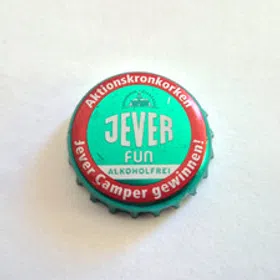 Aktionskronkorken
JEVER
FUN
ALKOHOLFREI
Jever Camper gewinnen!